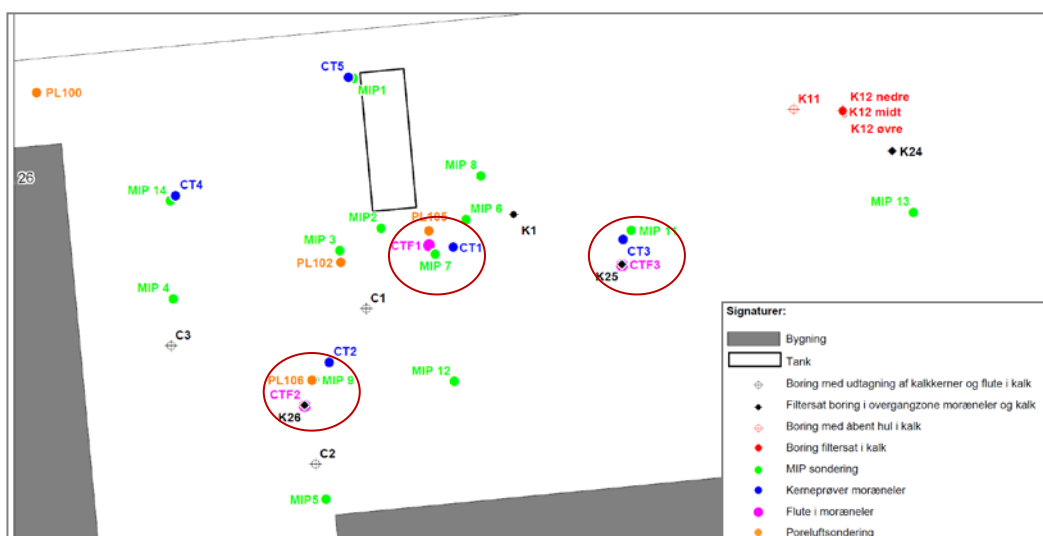 CT5
MIP1
PL100
K11
K12 nedre
K12 midt
K12 øvre
K24
26
MIP 8
CT4
MIP 14
MIP 13
MIP 6
MIP2
PL105
K1
MIP 11
CTF1
CT1
MIP 3
CT3
MIP 7
PL102
CTF3
K25
MIP 4
C1
Signaturer:
C3
Bygning
CT2
Tank
PL106
MIP 9
MIP 12
Boring med udtagning af kalkkerner og flute i kalk
CTF2
Filtersat boring i overgangzone moræneler og kalk
K26
Boring med åbent hul i kalk
Boring filtersat i kalk
C2
MIP sondering
MIP5
Kerneprøver moræneler
Flute i moræneler
Poreluftsondering